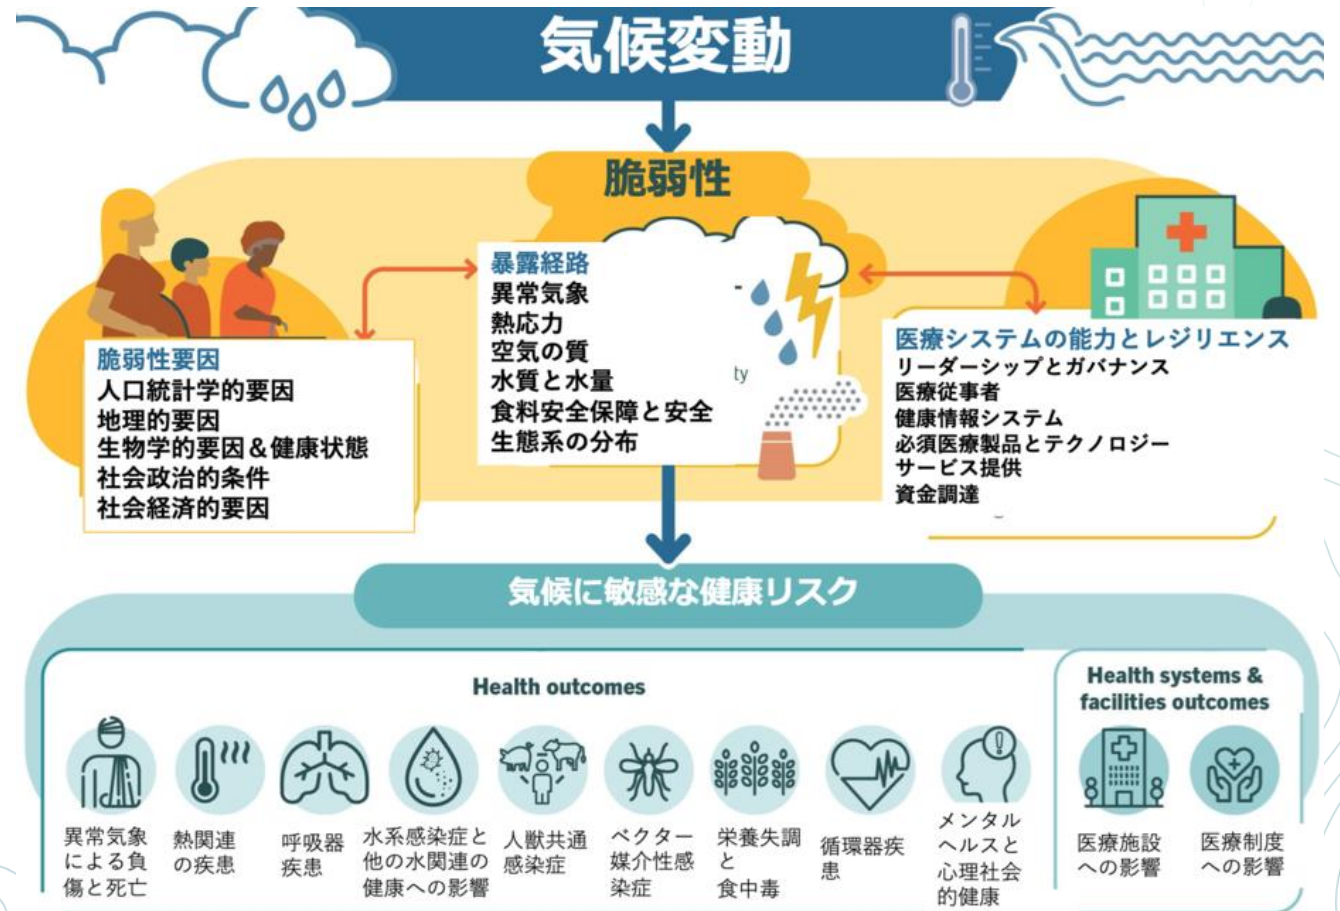 気候変動
脆弱性
脆弱性要因
人口統計学的要因
地理的要因
生物学的要因＆健康状態
社会政治的条件
社会経済的要因
暴露経路
異常気象
熱応力
空気の質
水質と水量
食料安全保障と安全
生態系の分布
ty
医療システムの能力とレジリエンス
リーダーシップとガバナンス
医療従事者
健康情報システム
必須医療製品とテクノロジー
サービス提供
資金調達
気候に敏感な健康リスク
Health outcomes
異常気象
による負
傷と死亡
熱関連
の疾患
呼吸器
疾患
水系感染症と
他の水関連の
健康への影響
人獣共通
感染症
ベクター
媒介性感
染症
栄養失調
と
食中毒
循環器疾
患
メンタル
ヘルスと
心理社会
的健康
Health systems &
facilities outcomes
医療施設
への影響
医療制度
への影響